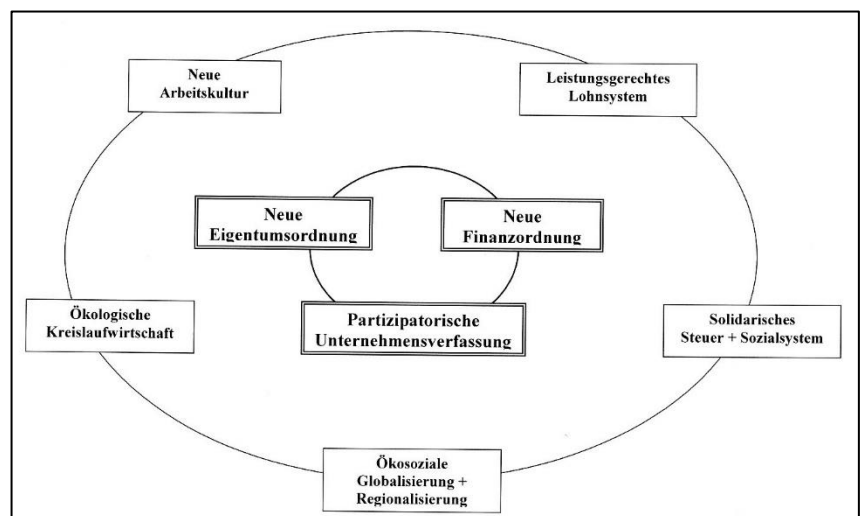 Neue
Arbeitskultur
Leistungsgerechtes
Lohnsystem
Neue
Eigentumsordnung
Neue
Finanzordnung
Ökologische
Kreislaufwirtschaft
Partizipatorische
Unternehmensverfassung
Solidarisches
Steuer + Sozialsystem
Ökosoziale
Globalisierung +
Regionalisierung